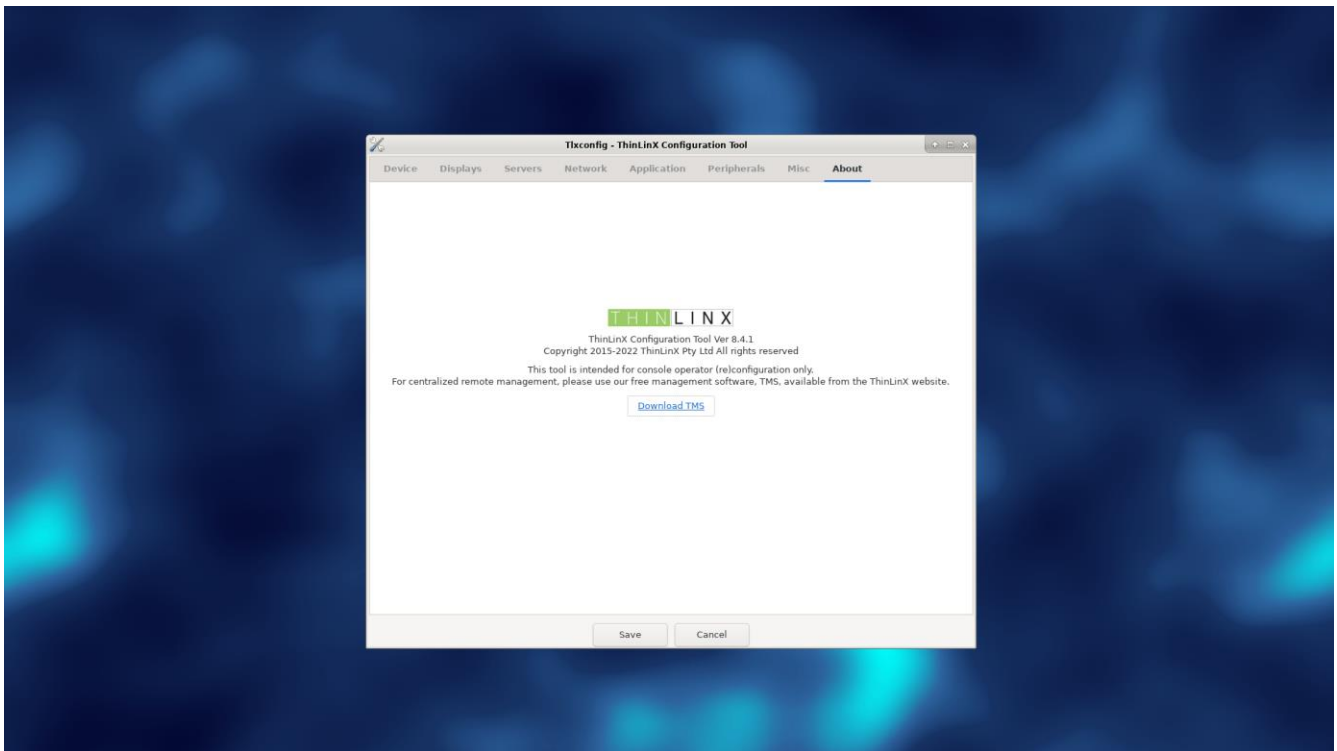 Tlxconfig - ThinLinX Configuration Tool
Device Displays Servers Network Application Peripherals Misc About
THINLINX
ThinLinX Configuration Tool Ver 8.4.1
Copyright 2015-2022 ThinLinX Pty Ltd All rights reserved
This tool is intended for console operator (re)configuration only.
For centralized remote management, please use our free management software, TMS, available from the ThinLinX website.
Download TMS
Save Cancel